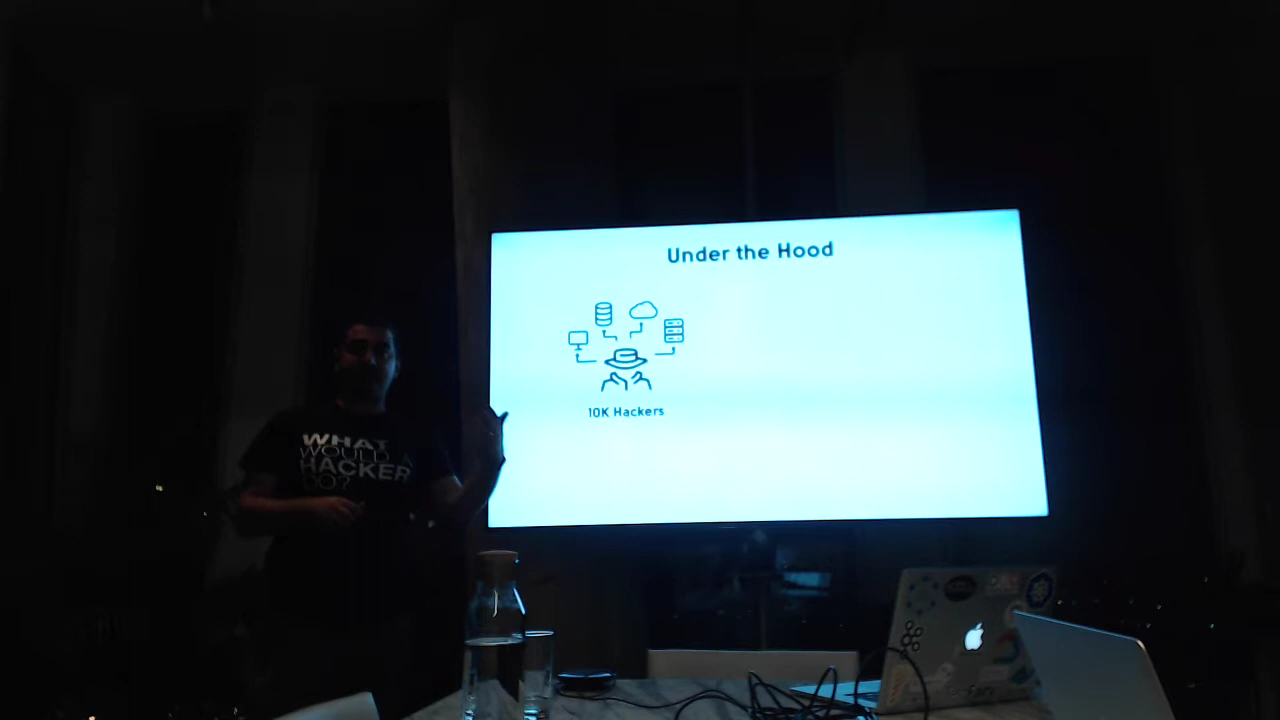 Under the Hood
10K Hackers
WHAT
WOULD A
HACKER
DO?